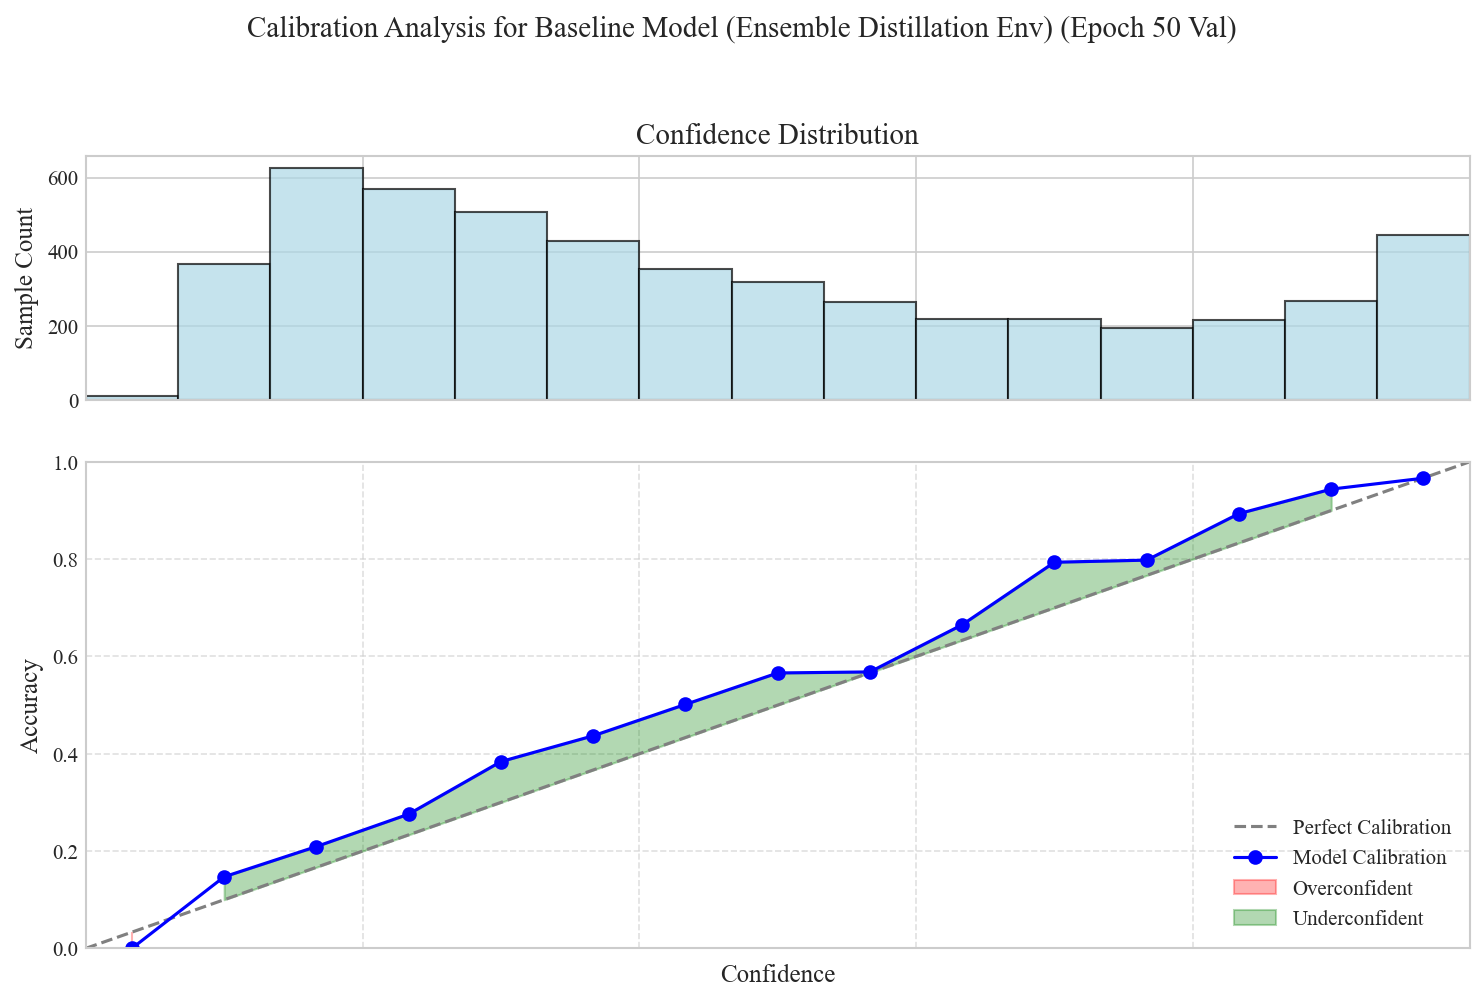 Calibration Analysis for Baseline Model (Ensemble Distillation Env) (Epoch 50 Val)
Confidence Distribution
Sample Count
600
400
200
0
Accuracy
1.0
0.8
0.6
0.4
0.2
0.0
Perfect Calibration
Model Calibration
Overconfident
Underconfident
Confidence